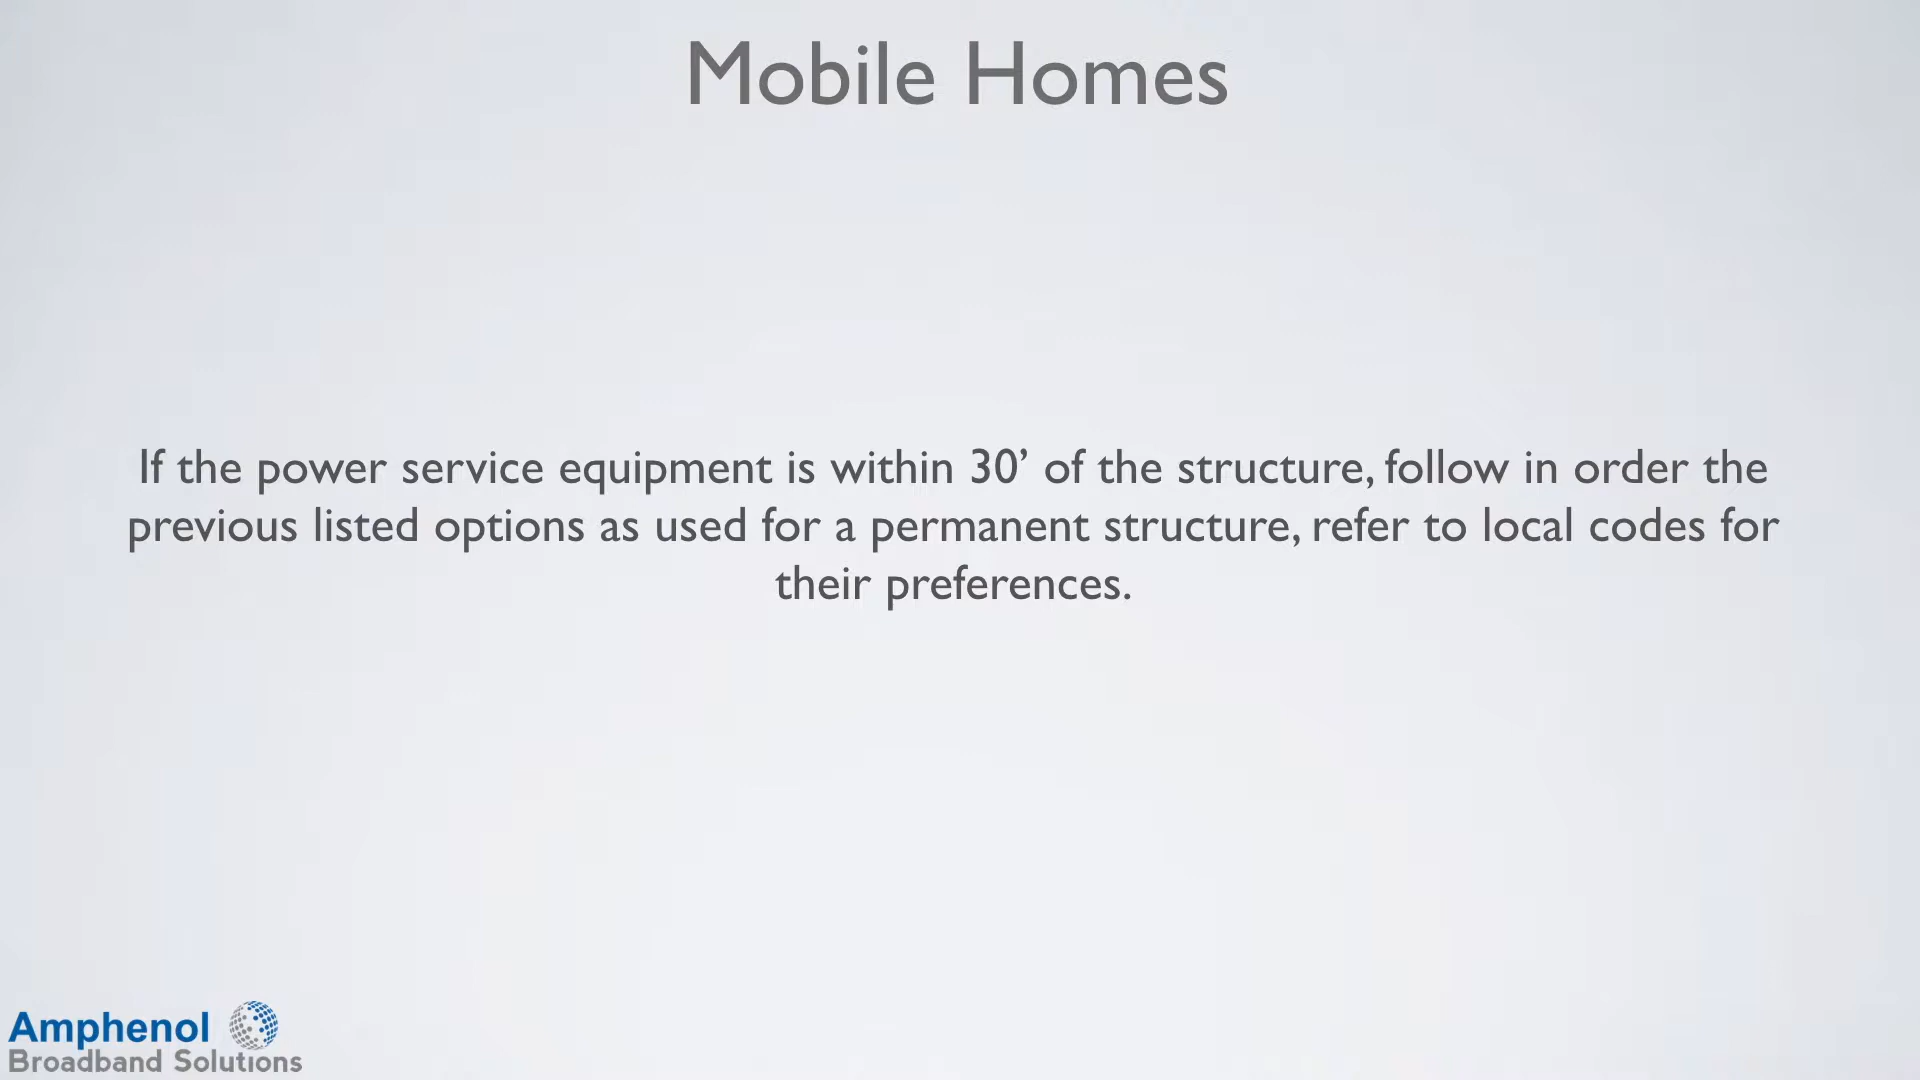 Mobile Homes
If the power service equipment is within 30’ of the structure, follow in order the
previous listed options as used for a permanent structure, refer to local codes for
their preferences.
Amphenol
Broadband Solutions